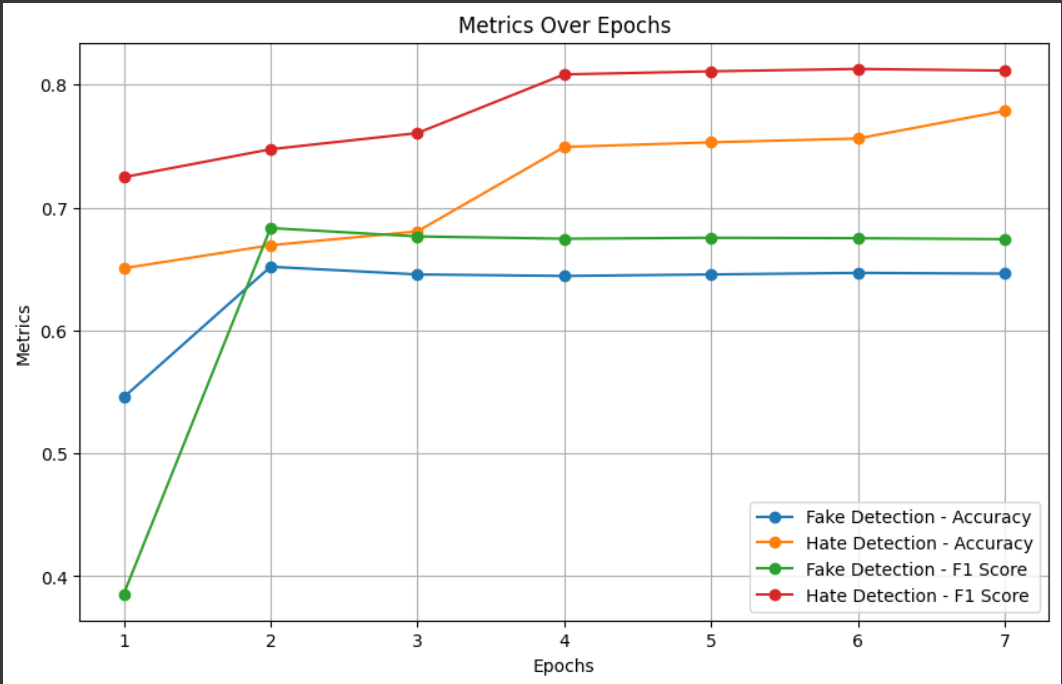 Metrics Over Epochs
Metrics
0.8
0.7
0.6
0.5
0.4
Fake Detection - Accuracy
Hate Detection - Accuracy
Fake Detection - F1 Score
Hate Detection - F1 Score
1 2 3 4 5 6 7
Epochs